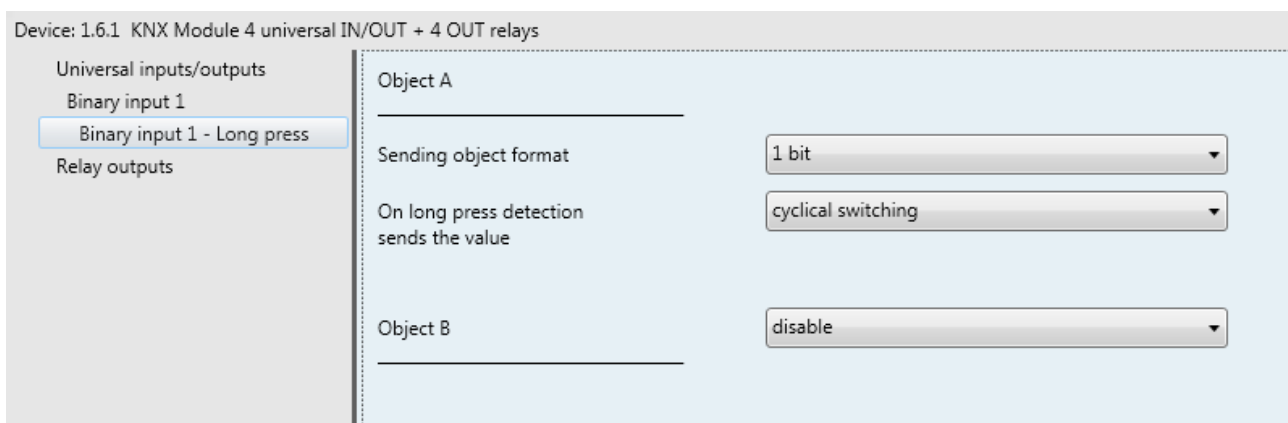 Device: 1.6.1 KNX Module 4 universal IN/OUT + 4 OUT relays
Universal inputs/outputs
Binary input 1
Binary input 1 - Long press
Relay outputs
Object A
Sending object format
1 bit
On long press detection
sends the value
cyclical switching
Object B
disable